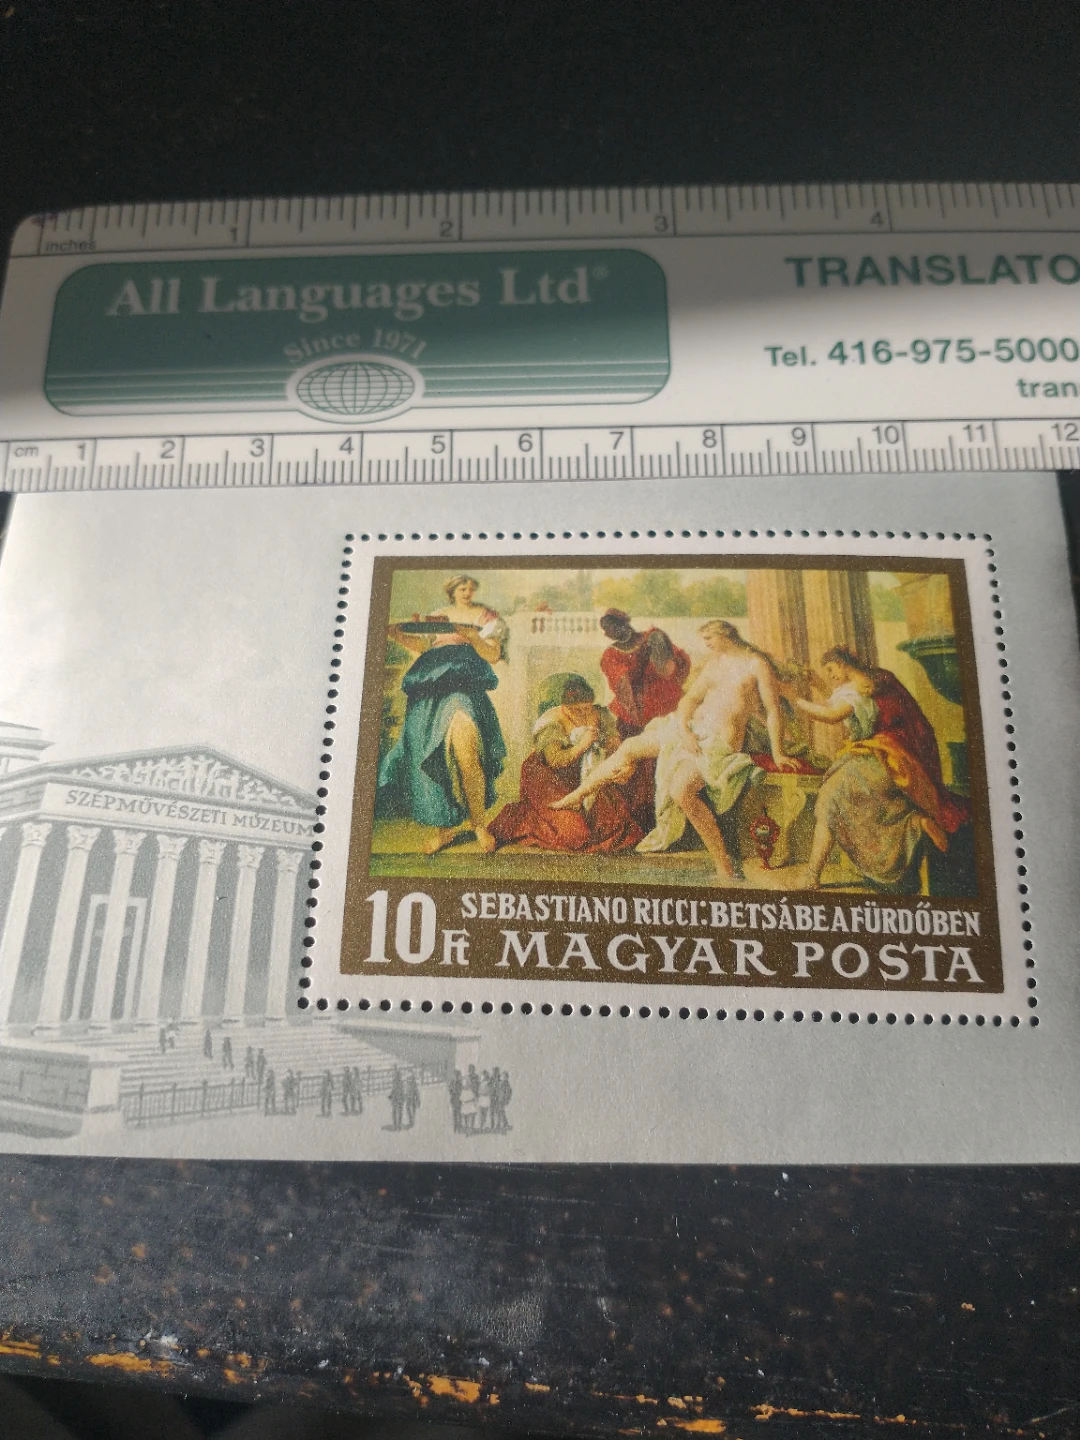 1 2 3 4
inches
All Languages Ltd®
Since 1971
TRANSLATO
Tel. 416-975-5000
tran
cm 1 2 3 4 5 6 7 8 9 10 11 12
SZÉPMŰVÉSZETI MÚZEUM
10 Ft
SEBASTIANO RICCI: BETSÁBE A FÜRDŐBEN
MAGYAR POSTA